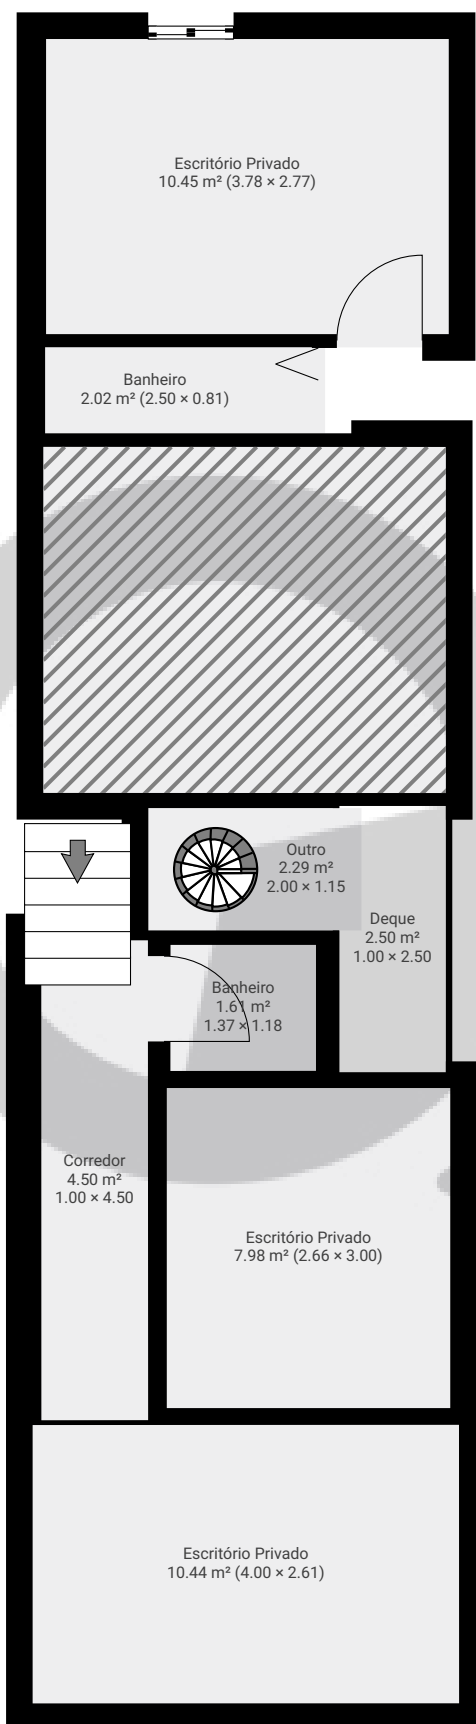 Escritório Privado
10.45 m² (3.78 × 2.77)
Banheiro
2.02 m² (2.50 × 0.81)
Outro
2.29 m²
2.00 × 1.15
Deque
2.50 m²
1.00 × 2.50
Banheiro
1.61 m²
1.37 × 1.18
Corredor
4.50 m²
1.00 × 4.50
Escritório Privado
7.98 m² (2.66 × 3.00)
Escritório Privado
10.44 m² (4.00 × 2.61)